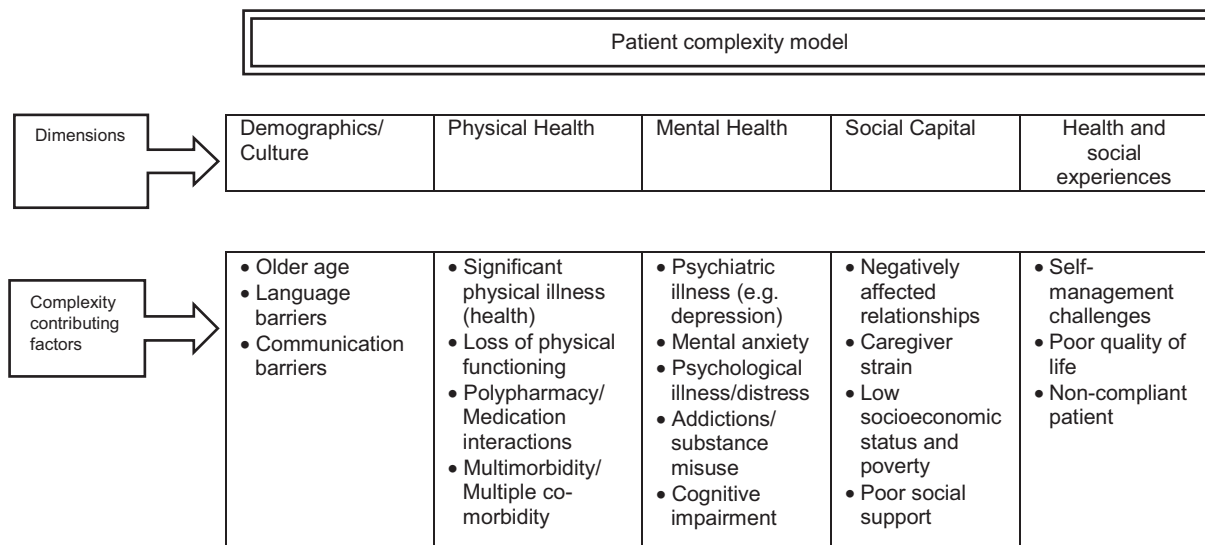 Patient complexity model
Dimensions
Demographics/
Culture
Physical Health
Mental Health
Social Capital
Health and
social
experiences
Complexity
contributing
factors
• Older age
• Language
barriers
• Communication
barriers
• Significant
physical illness
(health)
• Loss of physical
functioning
• Polypharmacy/
Medication
interactions
• Multimorbidity/
Multiple co-
morbidity
• Psychiatric
illness (e.g.
depression)
• Mental anxiety
• Psychological
illness/distress
• Addictions/
substance
misuse
• Cognitive
impairment
• Negatively
affected
relationships
• Caregiver
strain
• Low
socioeconomic
status and
poverty
• Poor social
support
• Self-
management
challenges
• Poor quality of
life
• Non-compliant
patient